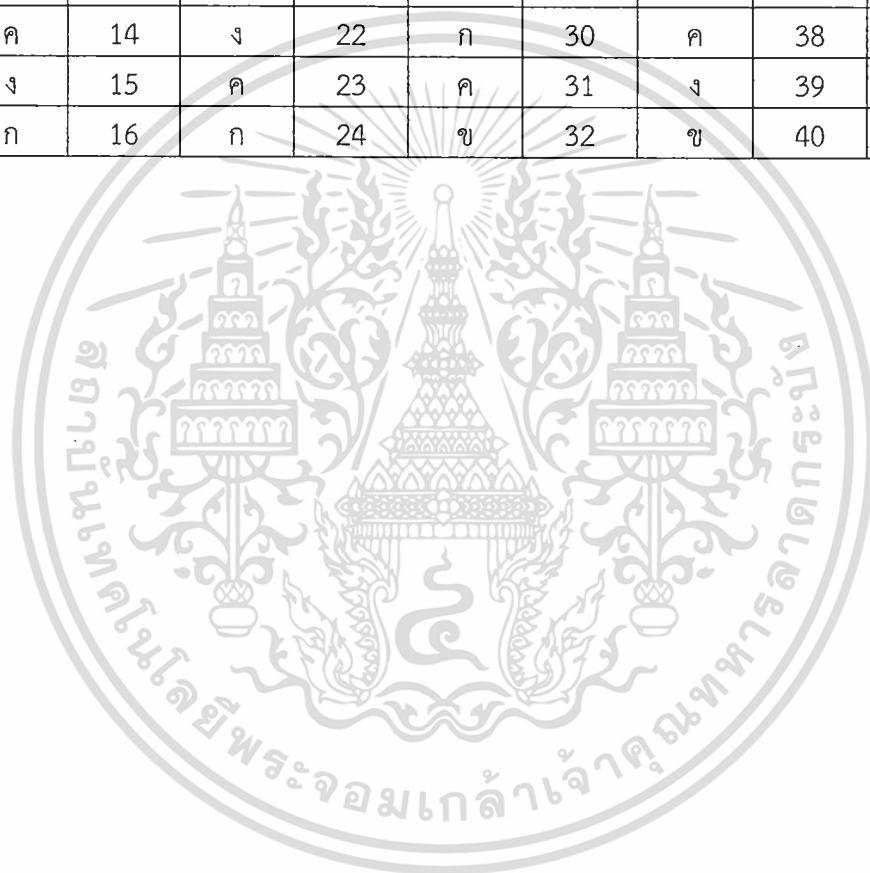 ค 14 ง 22 ก 30 ค 38
ง 15 ค 23 ค 31 ง 39
ก 16 ก 24 ข 32 ข 40
สถาบันเทคโนโลยีพระจอมเกล้าเจ้าคุณทหารลาดกระบัง
๔